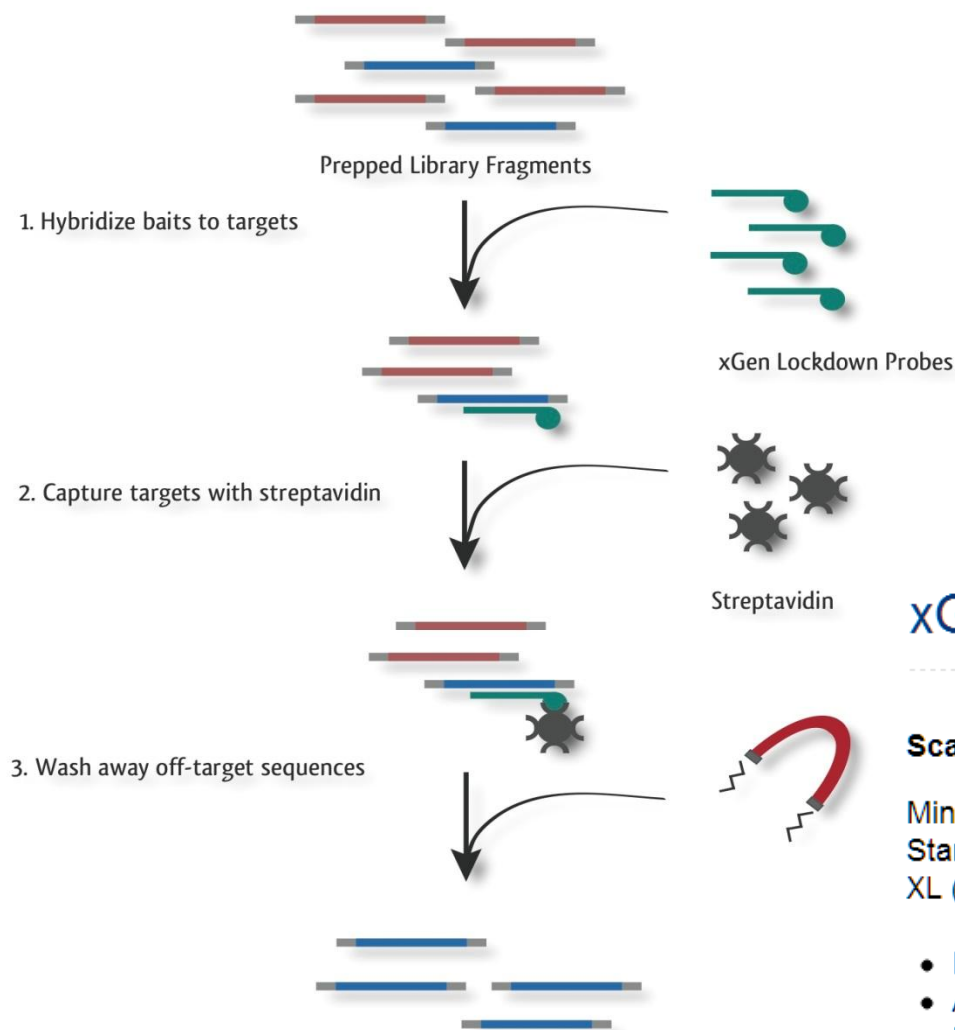 Prepped Library Fragments
1. Hybridize baits to targets
xGen Lockdown Probes
2. Capture targets with streptavidin
Streptavidin
3. Wash away off-target sequences
XL (